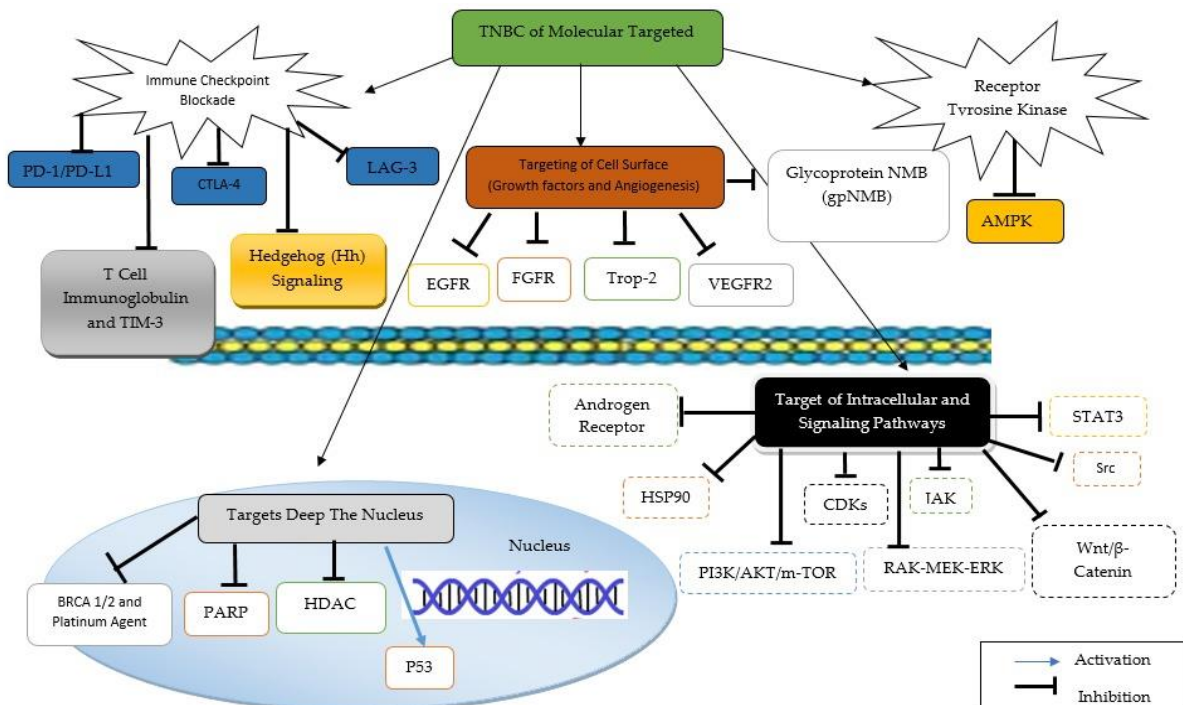 TNBC of Molecular Targeted
Immune Checkpoint
Blockade
Receptor
Tyrosine Kinase
PD-1/PD-L1
CTLA-4
LAG-3
Targeting of Cell Surface
(Growth factors and Angiogenesis)
Glycoprotein NMB
(gpNMB)
AMPK
T Cell
Immunoglobulin
and TIM-3
Hedgehog (Hh)
Signaling
EGFR
FGFR
Trop-2
VEGFR2
Androgen
Receptor
Target of Intracellular and
Signaling Pathways
STAT3
Src
HSP90
CDKs
JAK
PI3K/AKT/m-TOR
RAK-MEK-ERK
Wnt/β-
Catenin
Targets Deep The Nucleus
Nucleus
BRCA 1/2 and
Platinum Agent
PARP
HDAC
P53
Activation
Inhibition